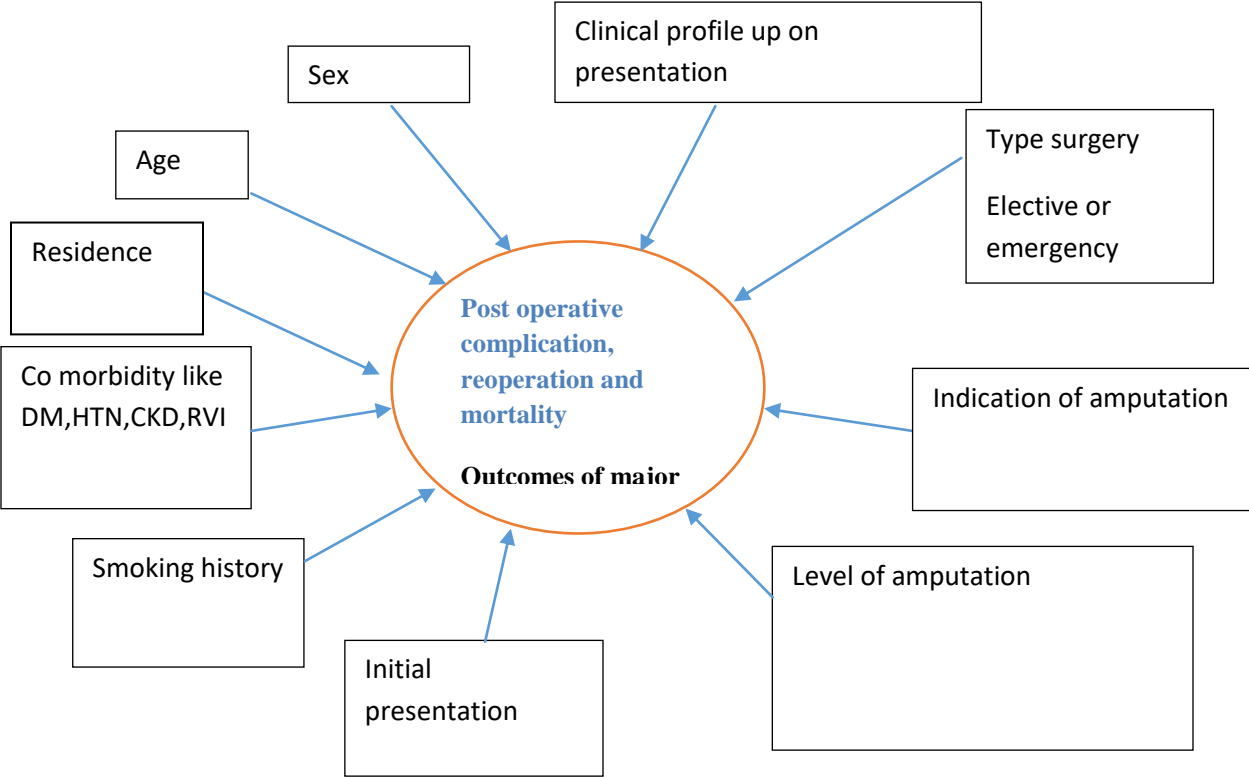 Clinical profile up on
presentation
Sex
Type surgery
Elective or
emergency
Age
Residence
Post operative
complication,
reoperation and
mortality
Outcomes of major
Co morbidity like
DM,HTN,CKD,RVI
Indication of amputation
Smoking history
Level of amputation
Initial
presentation